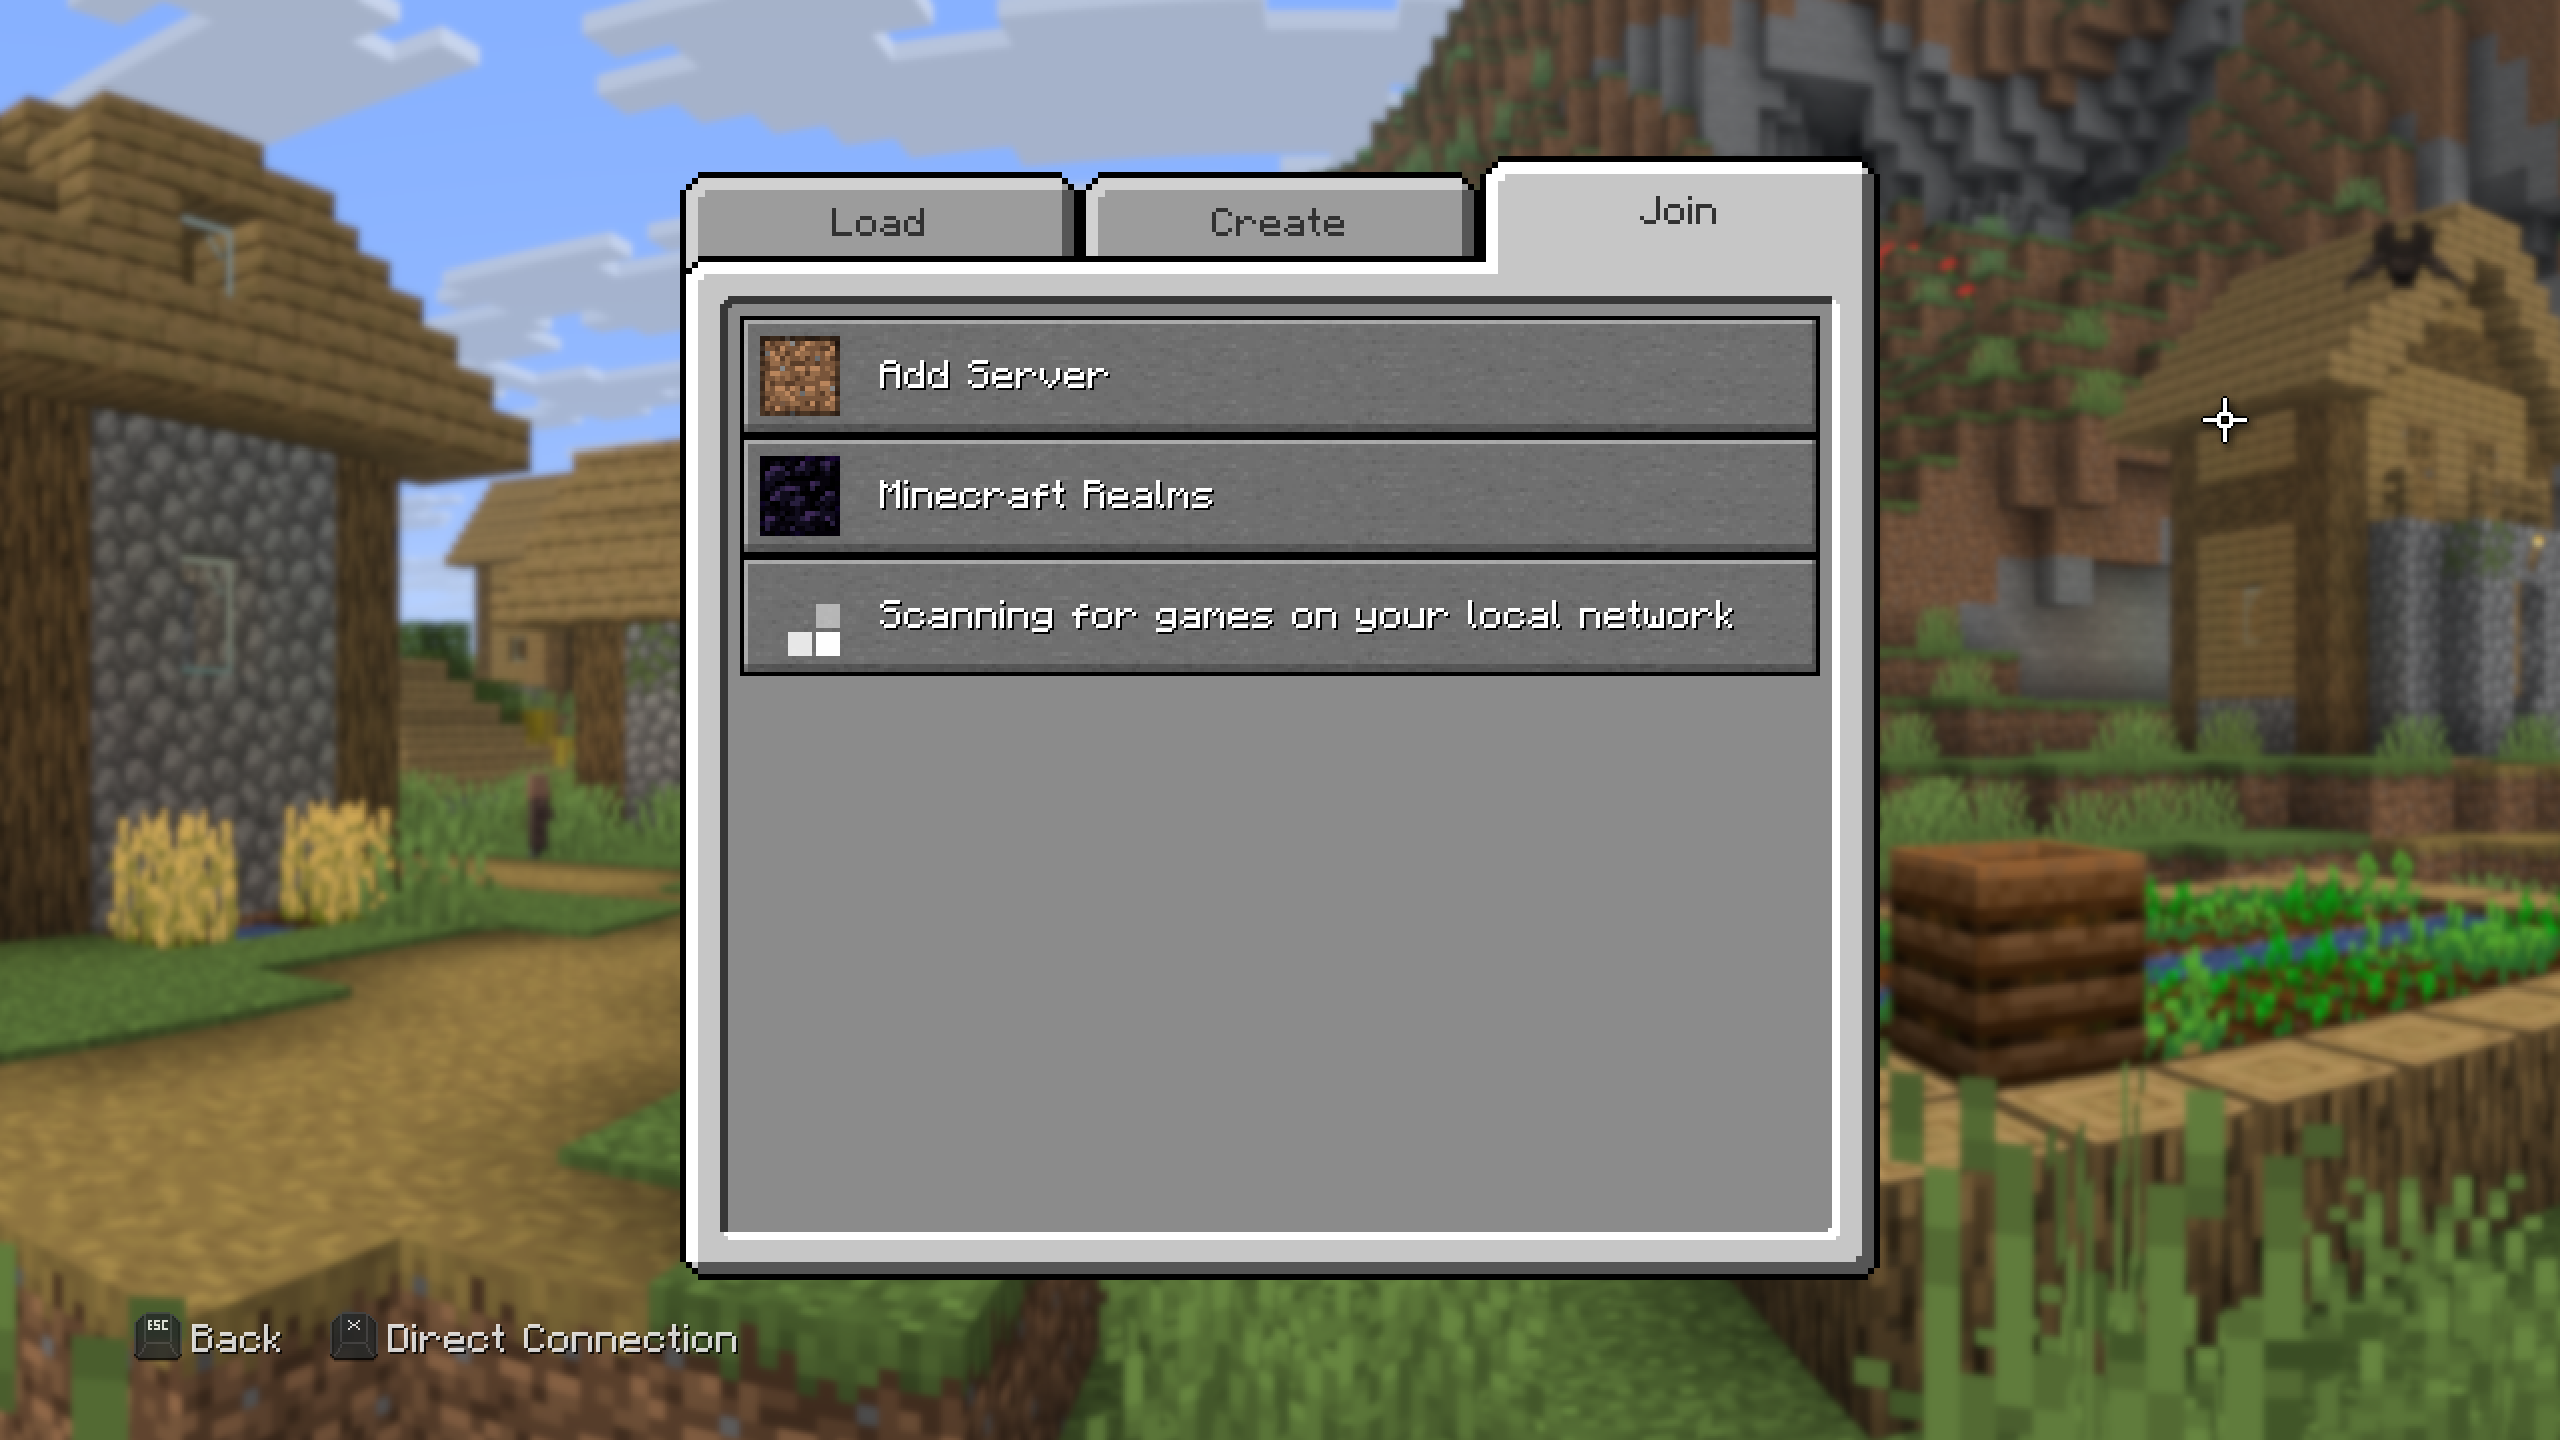 Load
Create
Join
Add Server
Minecraft Realms
Scanning for games on your local network
ESC Back
X Direct Connection